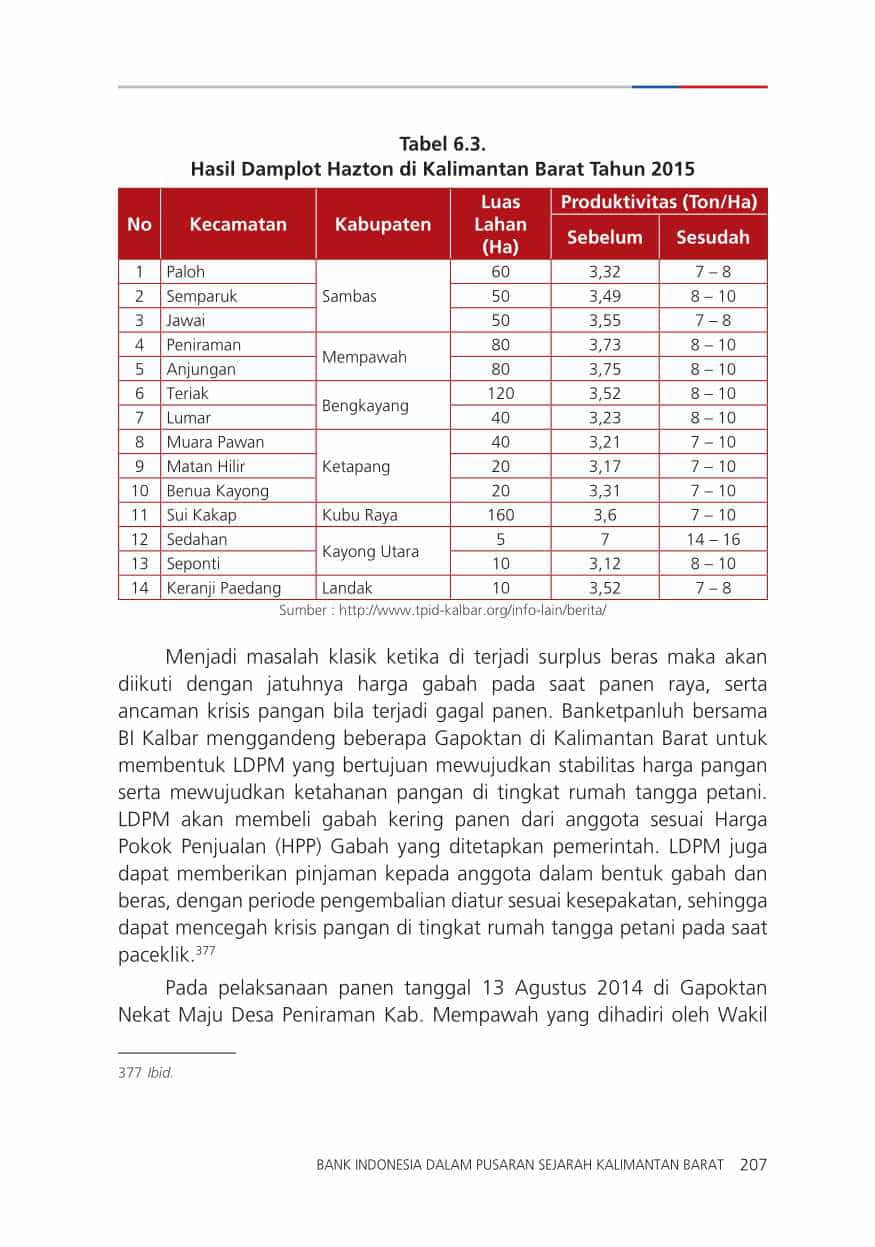 Tabel 6.3.
Hasil Damplot Hazton di Kalimantan Barat Tahun 2015
No Kecamatan Kabupaten Luas Lahan (Ha) Produktivitas (Ton/Ha)
Sebelum Sesudah
1 Paloh Sambas 60 3,32 7 – 8
2 Semparuk 50 3,49 8 – 10
3 Jawai 50 3,55 7 – 8
4 Peniraman Mempawah 80 3,73 8 – 10
5 Anjungan 80 3,75 8 – 10
6 Teriak Bengkayang 120 3,52 8 – 10
7 Lumar 40 3,23 8 – 10
8 Muara Pawan Ketapang 40 3,21 7 – 10
9 Matan Hilir 20 3,17 7 – 10
10 Benua Kayong 20 3,31 7 – 10
11 Sui Kakap Kubu Raya 160 3,6 7 – 10
12 Sedahan Kayong Utara 5 7 14 – 16
13 Seponti 10 3,12 8 – 10
14 Keranji Paedang Landak 10 3,52 7 – 8
Sumber : http://www.tpid-kalbar.org/info-lain/berita/
Menjadi masalah klasik ketika di terjadi surplus beras maka akan
diikuti dengan jatuhnya harga gabah pada saat panen raya, serta
ancaman krisis pangan bila terjadi gagal panen. Banketpanluh bersama
BI Kalbar menggandeng beberapa Gapoktan di Kalimantan Barat untuk
membentuk LDPM yang bertujuan mewujudkan stabilitas harga pangan
serta mewujudkan ketahanan pangan di tingkat rumah tangga petani.
LDPM akan membeli gabah kering panen dari anggota sesuai Harga
Pokok Penjualan (HPP) Gabah yang ditetapkan pemerintah. LDPM juga
dapat memberikan pinjaman kepada anggota dalam bentuk gabah dan
beras, dengan periode pengembalian diatur sesuai kesepakatan, sehingga
dapat mencegah krisis pangan di tingkat rumah tangga petani pada saat
paceklik.377
Pada pelaksanaan panen tanggal 13 Agustus 2014 di Gapoktan
Nekat Maju Desa Peniraman Kab. Mempawah yang dihadiri oleh Wakil
377 Ibid.
BANK INDONESIA DALAM PUSARAN SEJARAH KALIMANTAN BARAT 207